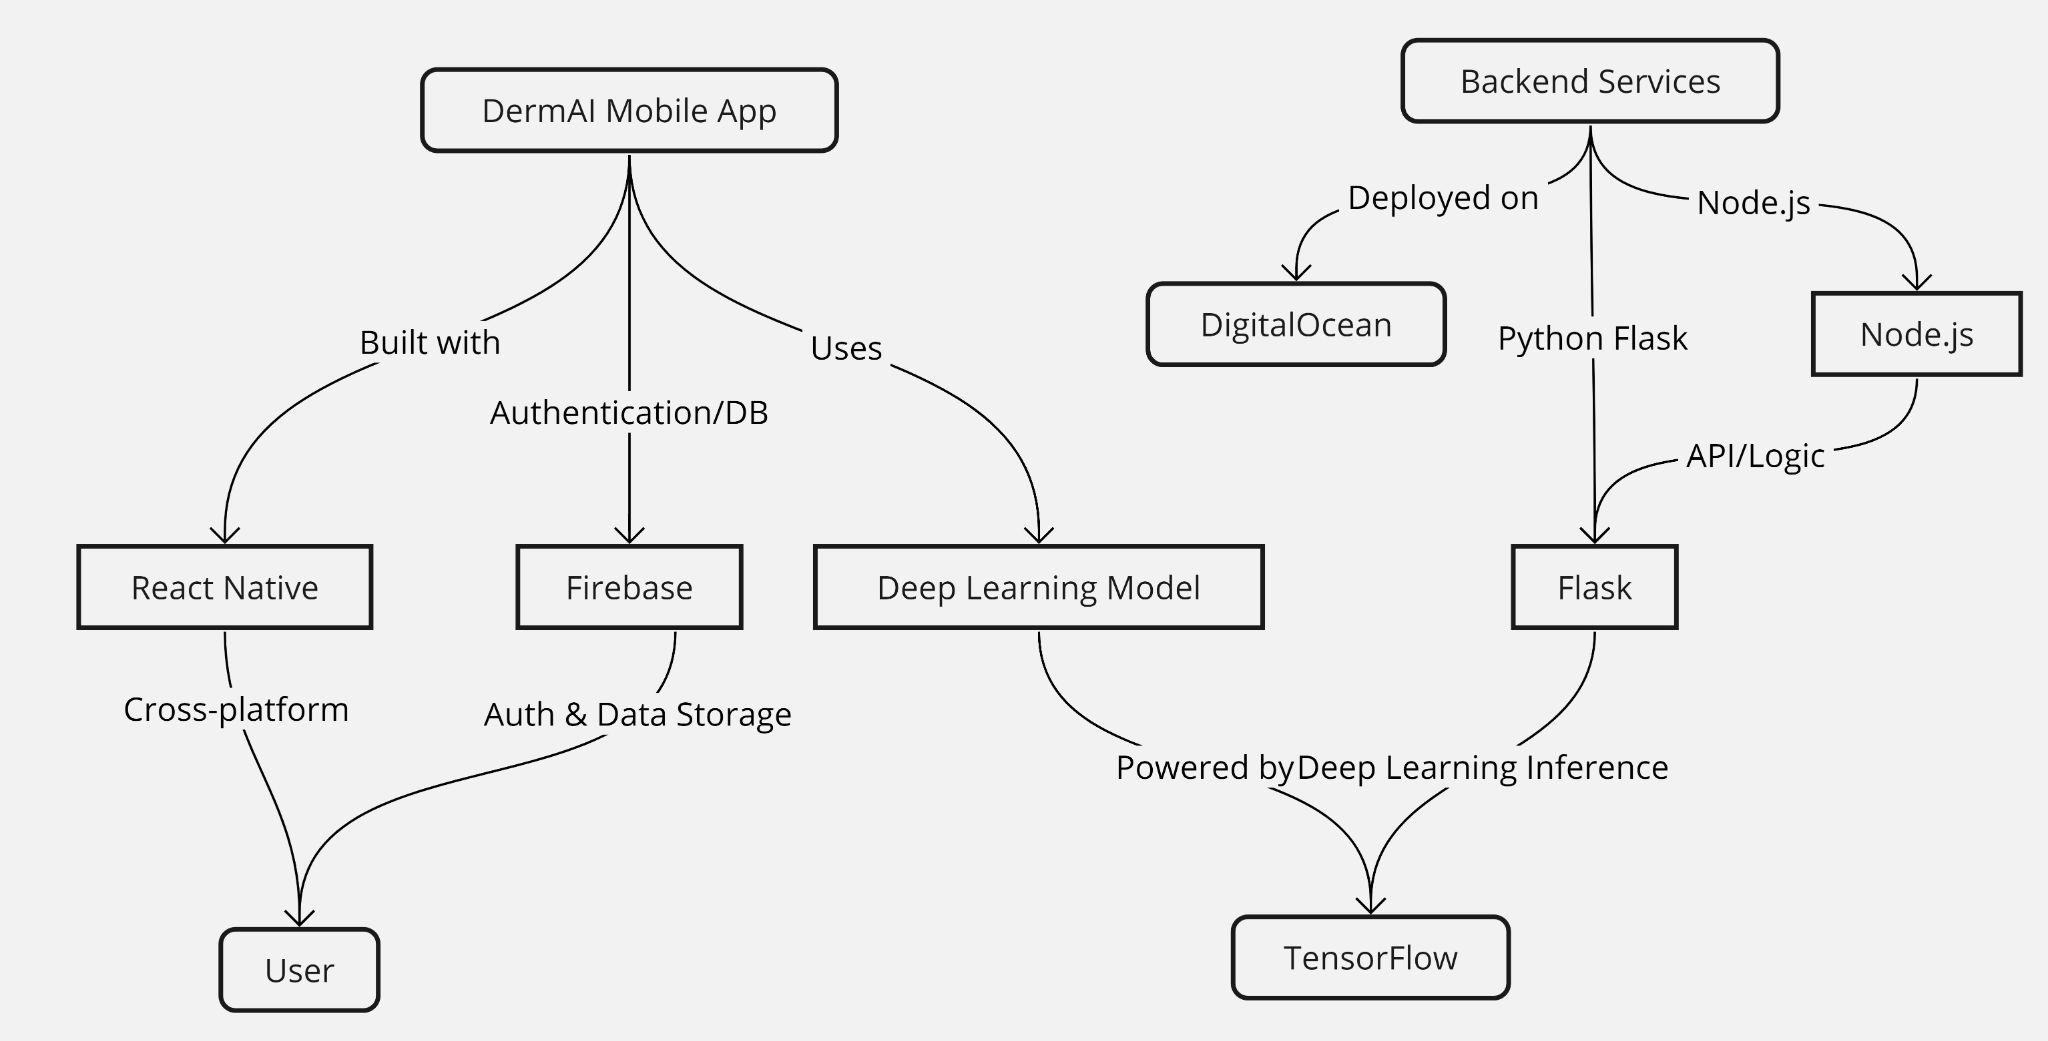 DermAI Mobile App
Backend Services
Deployed on
Node.js
DigitalOcean
Python Flask
Node.js
Built with
Uses
Authentication/DB
API/Logic
React Native
Firebase
Deep Learning Model
Flask
Cross-platform
Auth & Data Storage
Powered by
Deep Learning Inference
User
TensorFlow